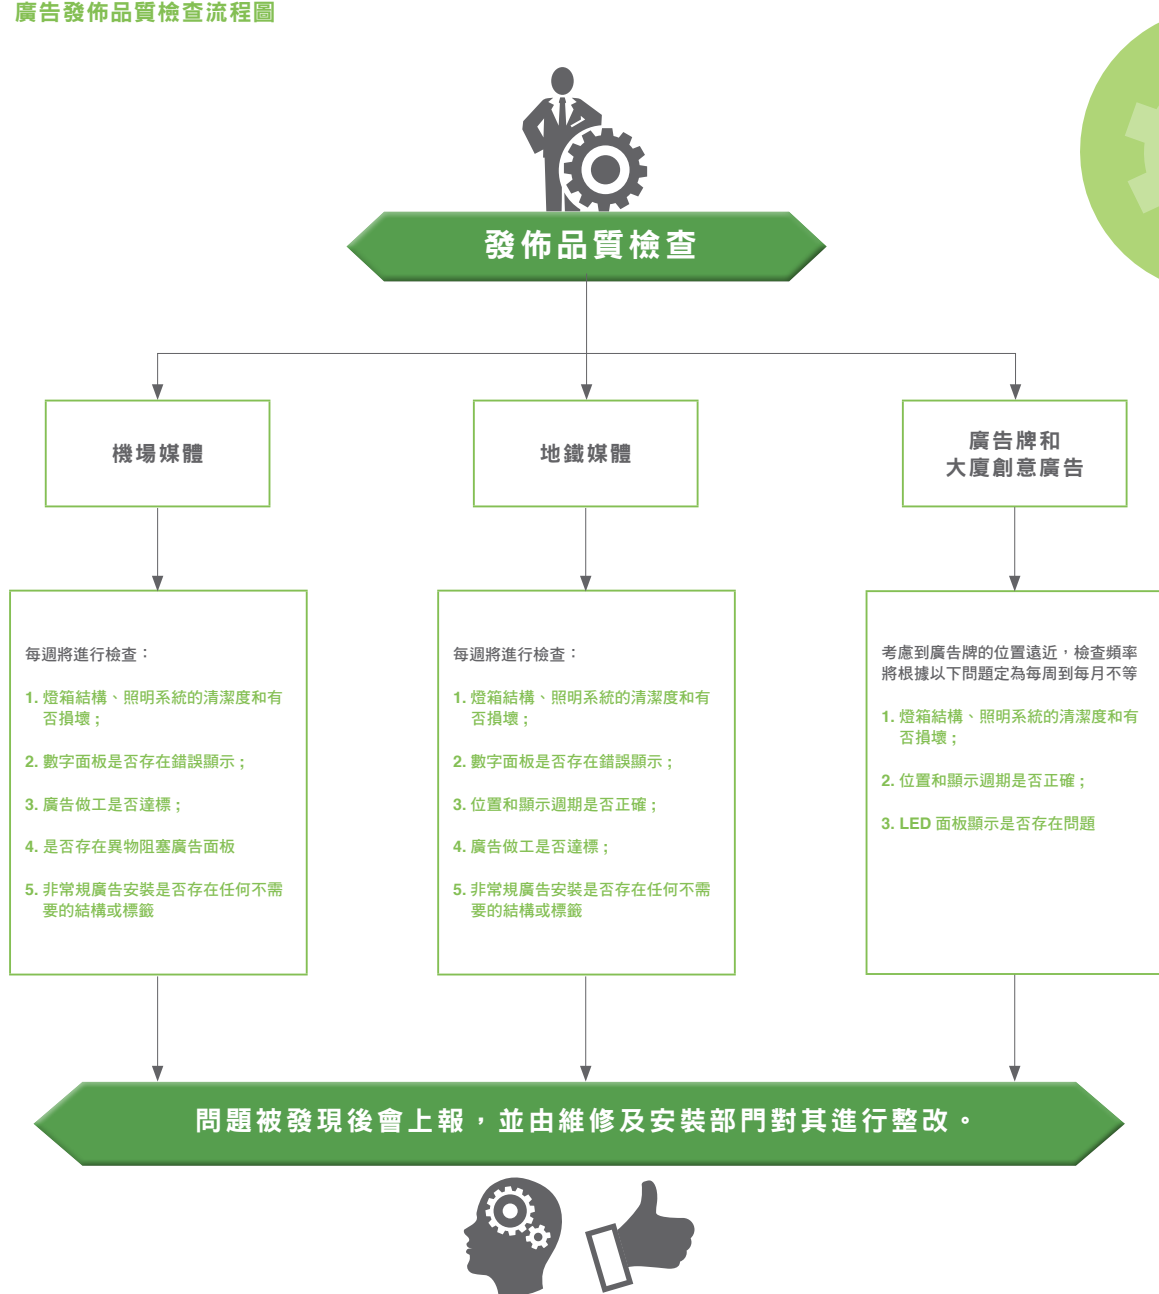 廣告發佈品質檢查流程圖
發佈品質檢查
機場媒體
地鐵媒體
廣告牌和
大廈創意廣告
每週將進行檢查：
1. 燈箱結構、照明系統的清潔度和有
否損壞；
2. 數字面板是否存在錯誤顯示；
3. 廣告做工是否達標；
4. 是否存在異物阻塞廣告面板
5. 非常規廣告安裝是否存在任何不需
要的結構或標籤
每週將進行檢查：
1. 燈箱結構、照明系統的清潔度和有
否損壞；
2. 數字面板是否存在錯誤顯示；
3. 位置和顯示週期是否正確；
4. 廣告做工是否達標；
5. 非常規廣告安裝是否存在任何不需
要的結構或標籤
考慮到廣告牌的位置遠近，檢查頻率
將根據以下問題定為每周到每月不等
1. 燈箱結構、照明系統的清潔度和有
否損壞；
2. 位置和顯示週期是否正確；
3. LED 面板顯示是否存在問題
問題被發現後會上報，並由維修及安裝部門對其進行整改。